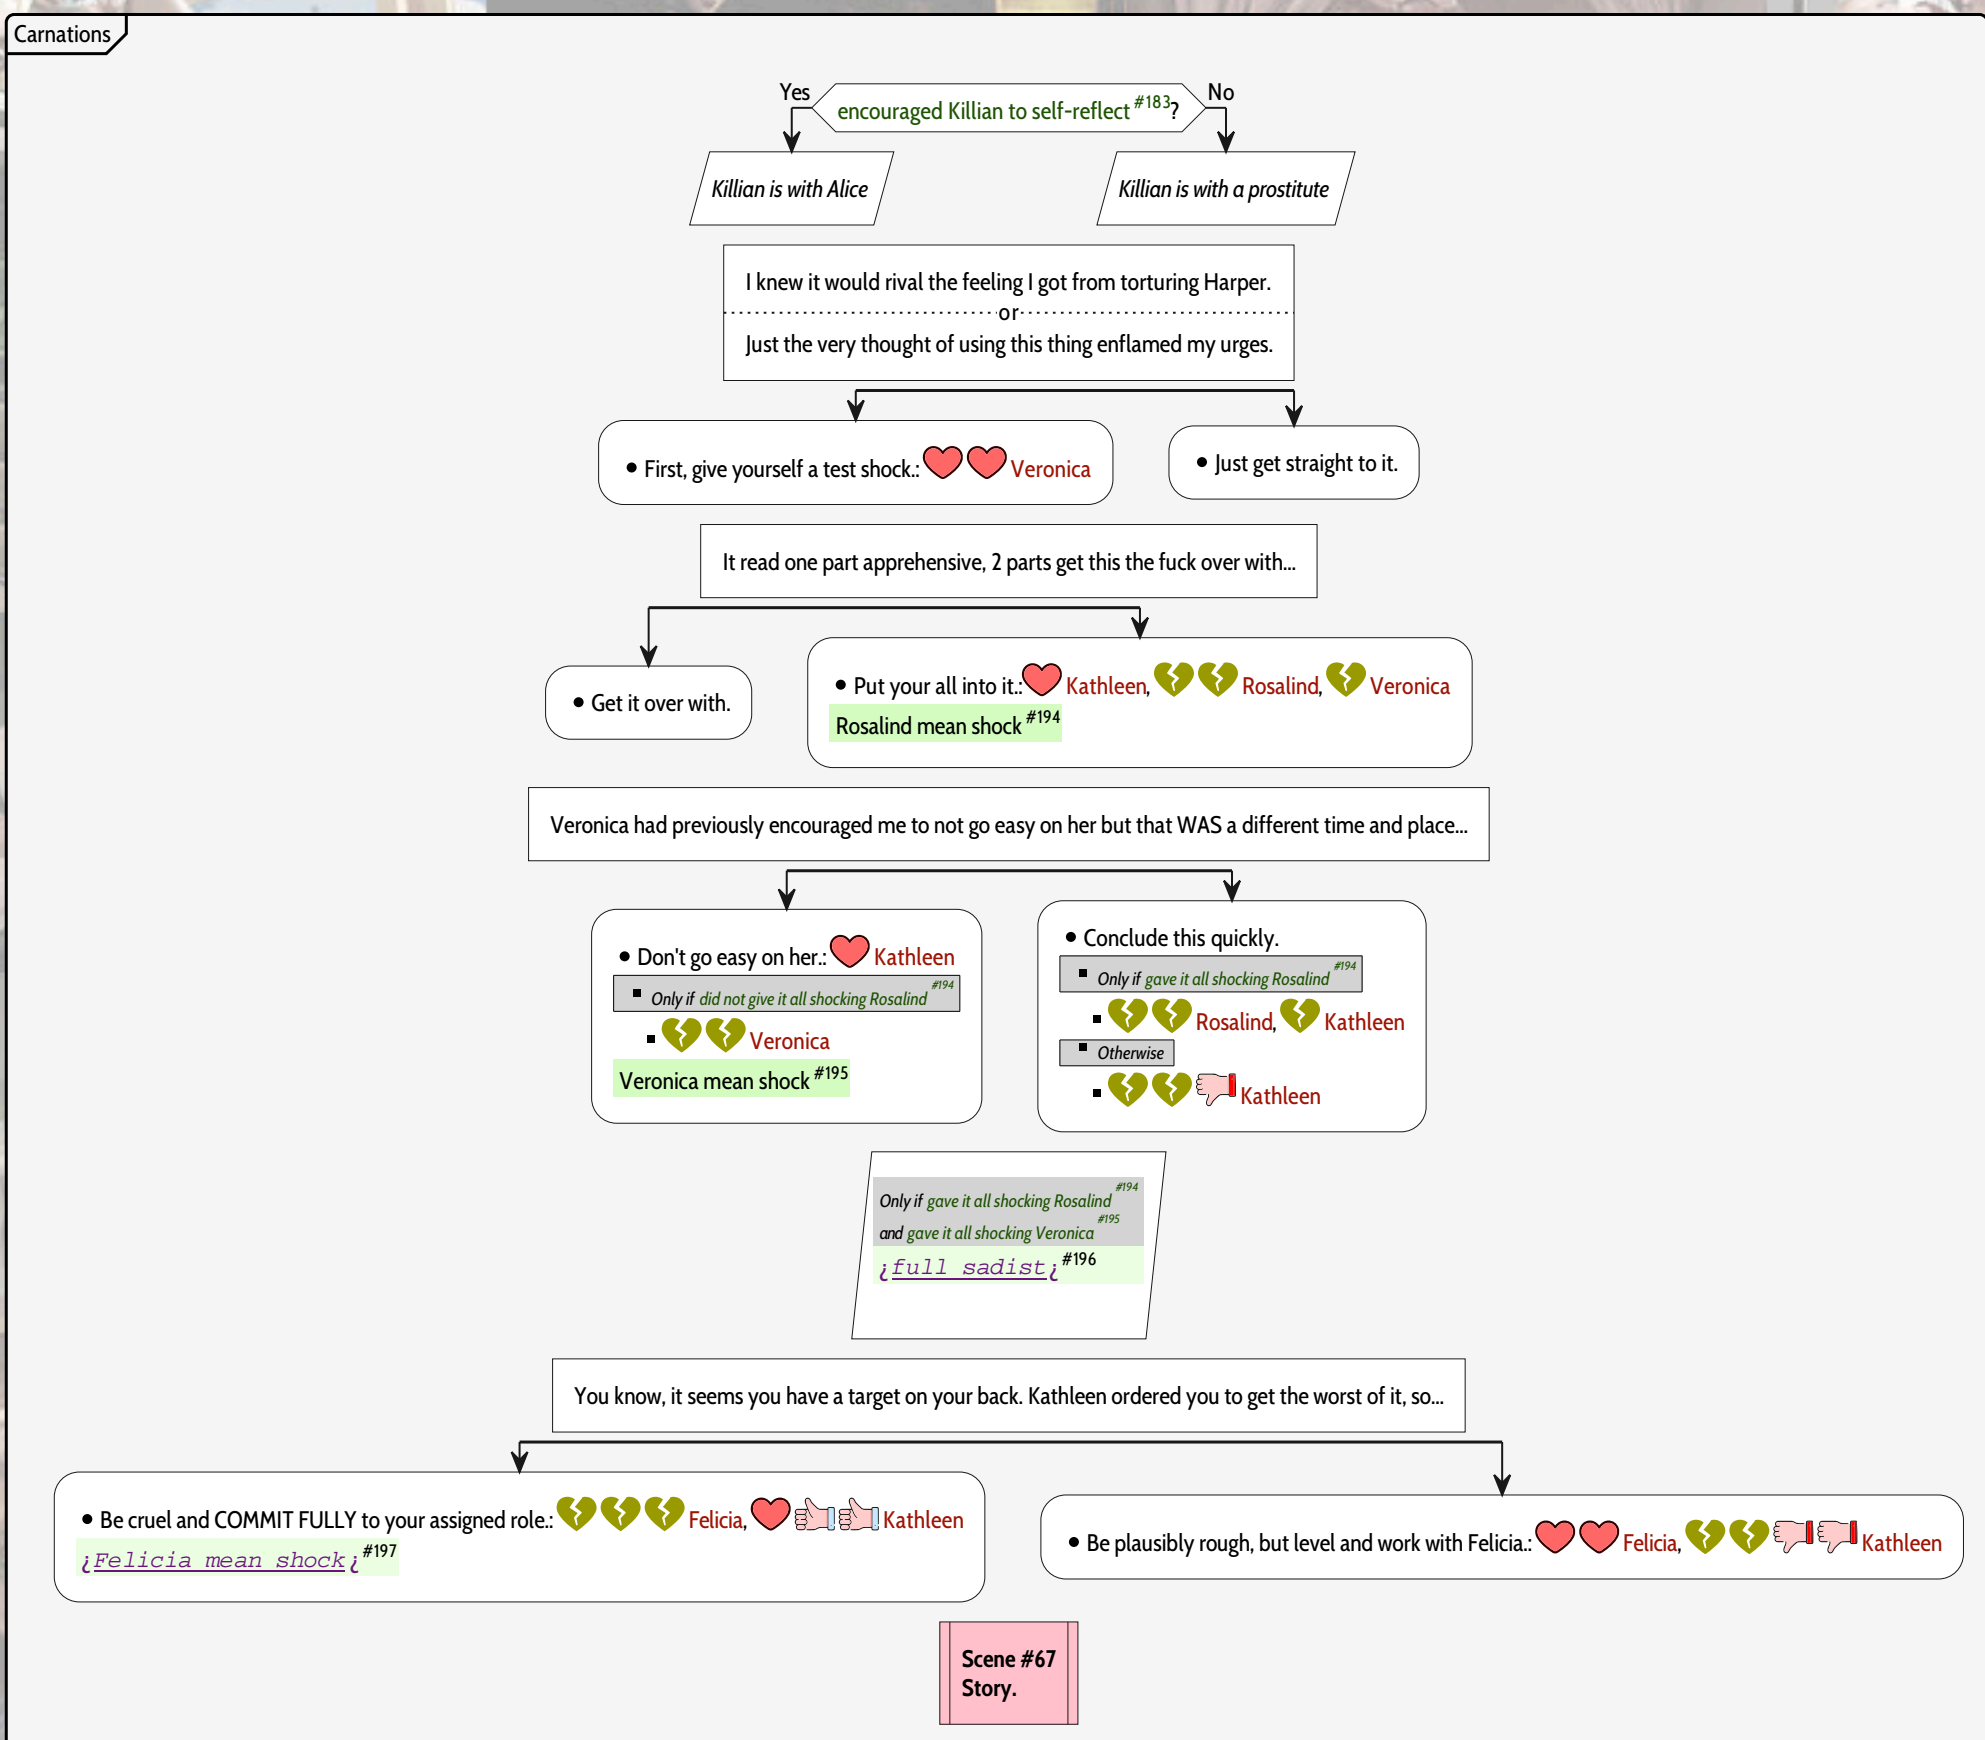 Carnations
Yes
encouraged Killian to self-reflect #183?
No
Killian is with Alice
Killian is with a prostitute
I knew it would rival the feeling I got from torturing Harper.
or
Just the very thought of using this thing enflamed my urges.
• First, give yourself a test shock.: Veronica
• Just get straight to it.
It read one part apprehensive, 2 parts get this the fuck over with...
• Get it over with.
• Put your all into it.: Kathleen, Rosalind, Veronica
Rosalind mean shock #194
Veronica had previously encouraged me to not go easy on her but that WAS a different time and place...
• Don't go easy on her.: Kathleen
▪ Only if did not give it all shocking Rosalind #194
▪ Veronica
Veronica mean shock #195
• Conclude this quickly.
▪ Only if gave it all shocking Rosalind #194
▪ Rosalind, Kathleen
▪ Otherwise
▪ Kathleen
Only if gave it all shocking Rosalind #194
and gave it all shocking Veronica #195
¿full sadist¿ #196
You know, it seems you have a target on your back. Kathleen ordered you to get the worst of it, so...
• Be cruel and COMMIT FULLY to your assigned role.: Felicia, Kathleen
¿Felicia mean shock¿ #197
• Be plausibly rough, but level and work with Felicia.: Felicia, Kathleen
Scene #67
Story.